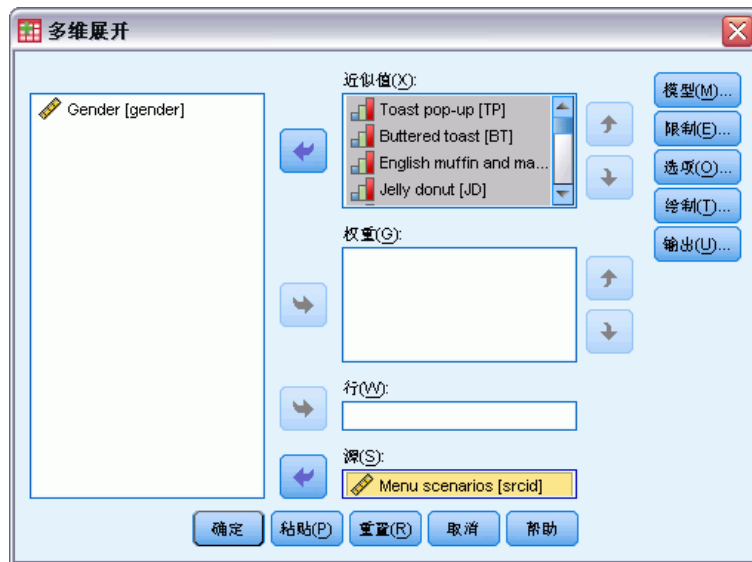 多维展开
Gender [gender]
近似值(X):
Toast pop-up [TP]
Buttered toast [BT]
English muffin and ma...
Jelly donut [JD]
权重(G):
行(W):
源(S):
Menu scenarios [srcid]
模型(M)...
限制(E)...
选项(O)...
绘制(T)...
输出(U)...
确定
粘贴(P)
重置(R)
取消
帮助